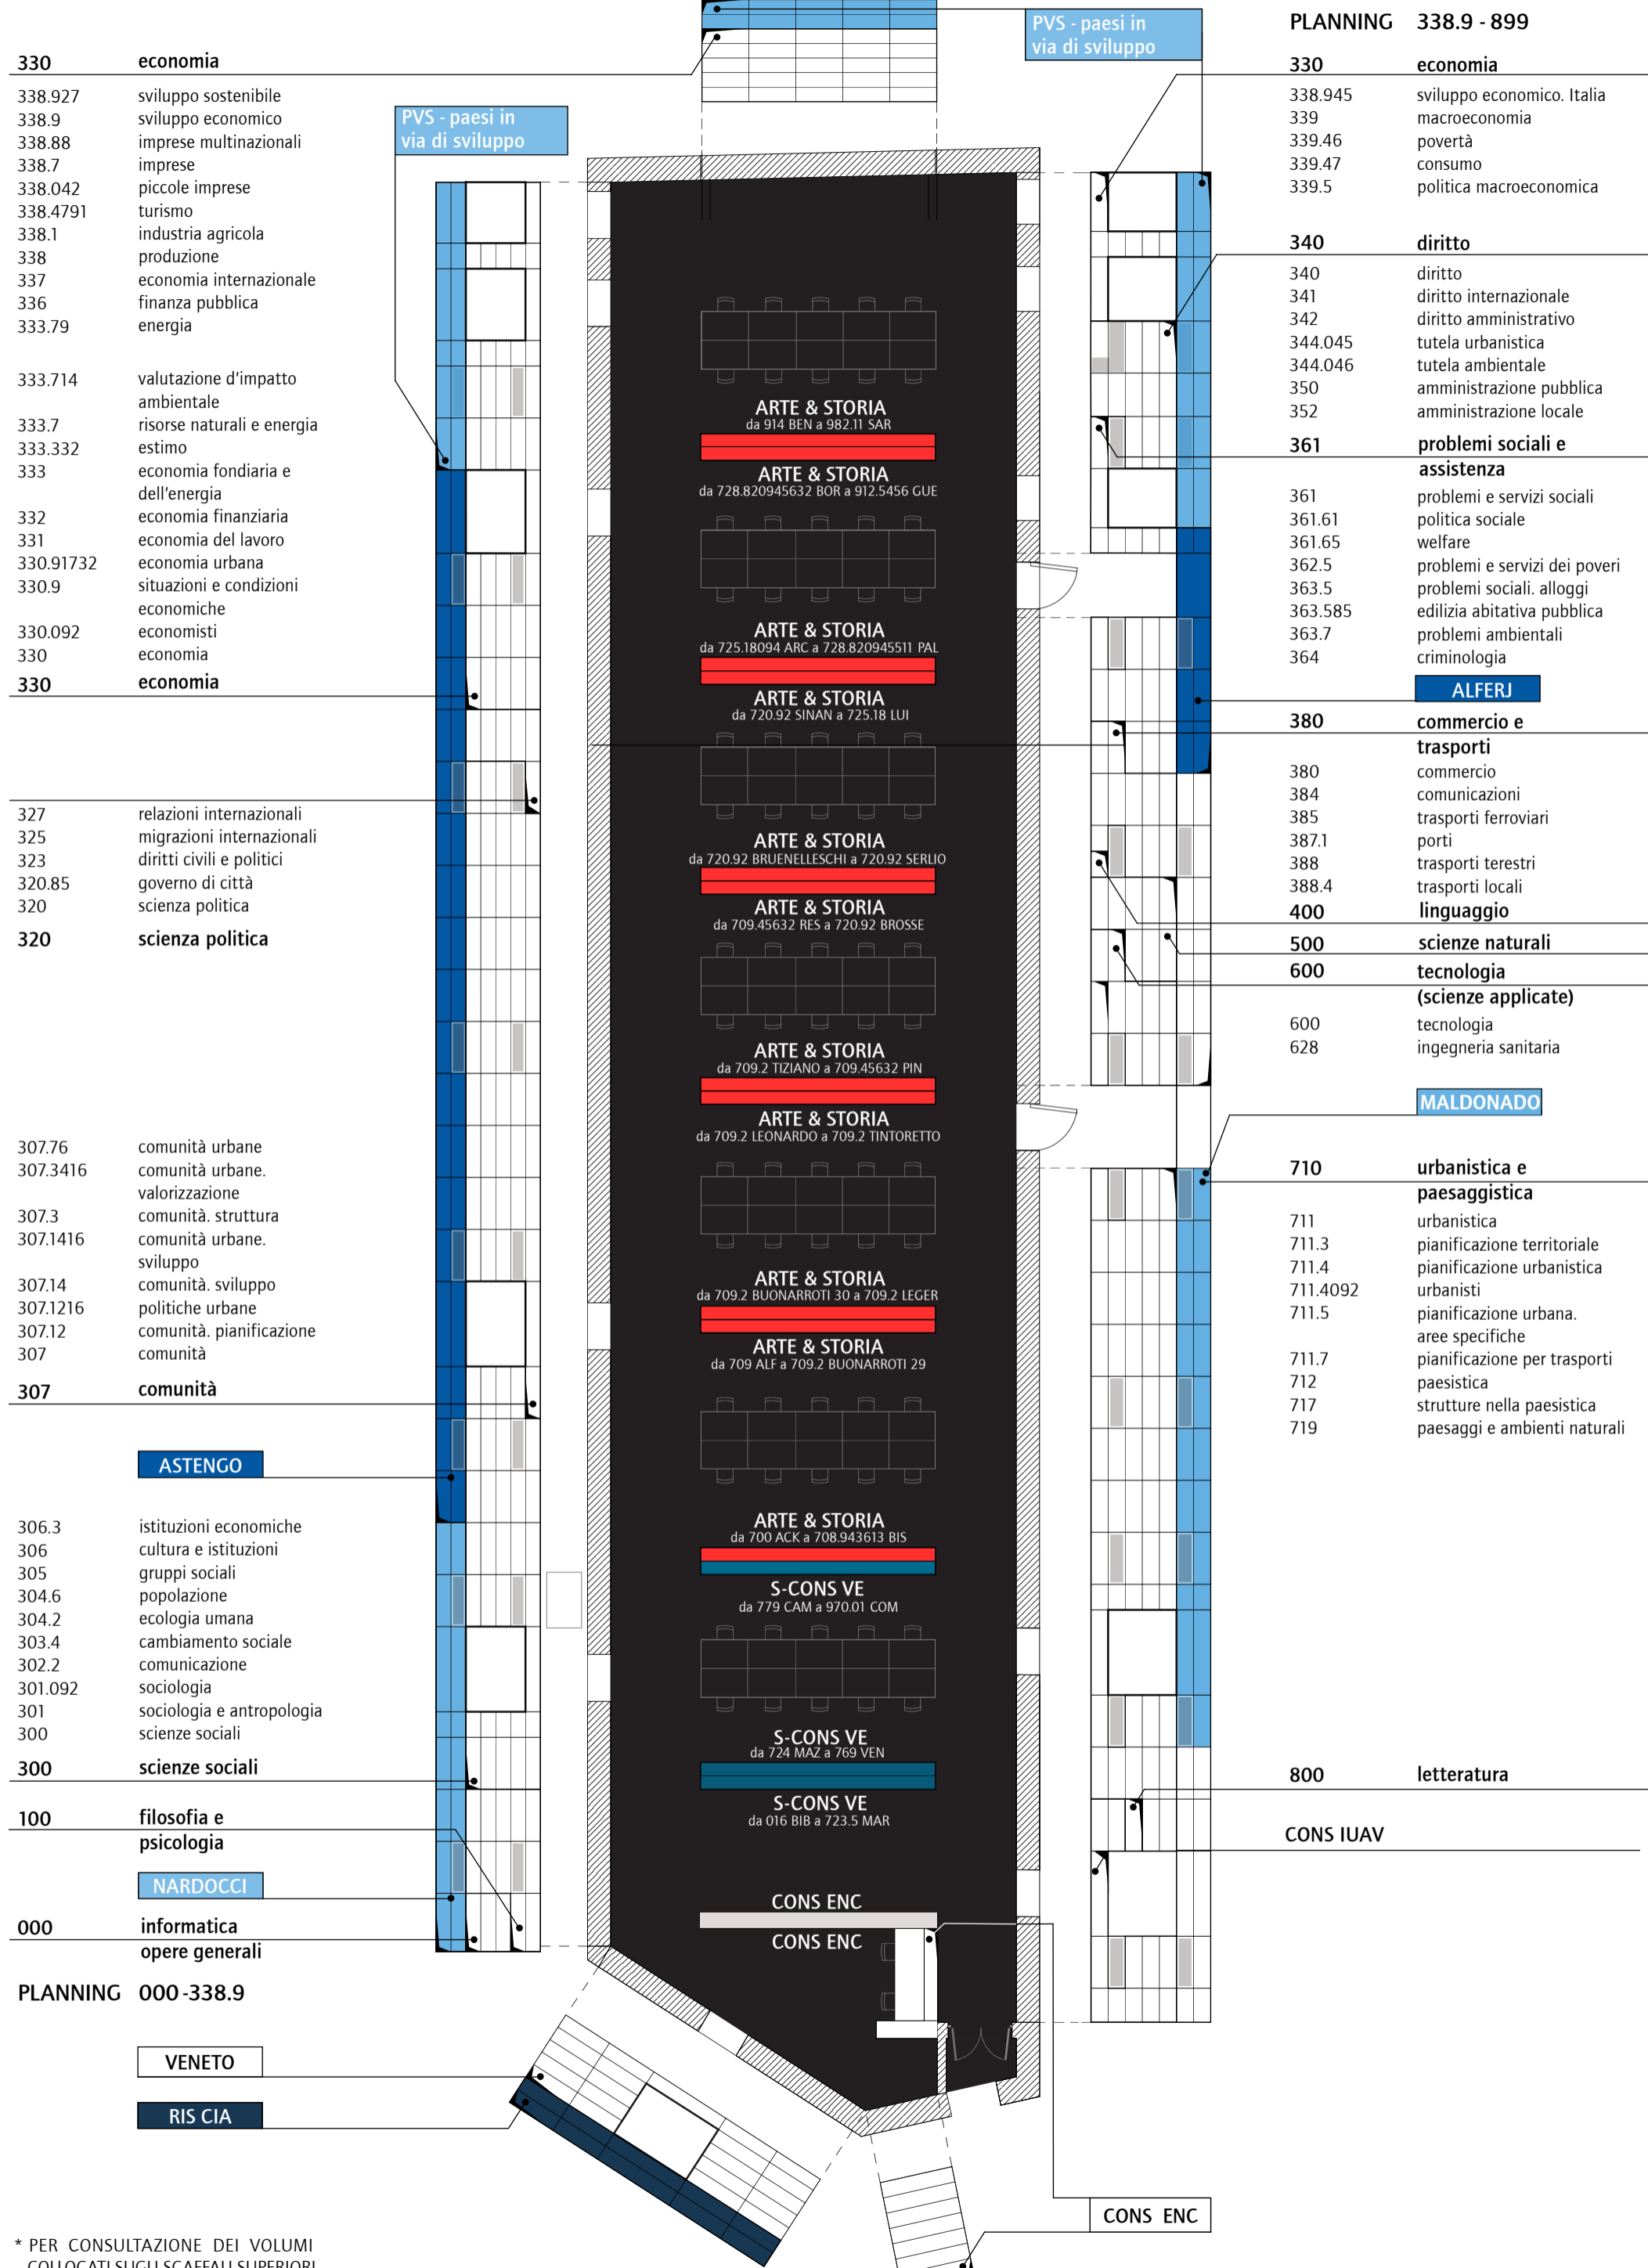 330 economia
338.927 sviluppo sostenibile
338.9 sviluppo economico
338.88 imprese multinazionali
338.7 imprese
338.042 piccole imprese
338.4791 turismo
338.1 industria agricola
338 produzione
337 economia internazionale
336 finanza pubblica
333.79 energia
333.714 valutazione d'impatto
ambientale
333.7 risorse naturali e energia
333.332 estimo
333 economia fondiaria e
dell'energia
332 economia finanziaria
331 economia del lavoro
330.91732 economia urbana
330.9 situazioni e condizioni
economiche
330.092 economisti
330 economia
330 economia
327 relazioni internazionali
325 migrazioni internazionali
323 diritti civili e politici
320.85 governo di città
320 scienza politica
320 scienza politica
307.76 comunità urbane
307.3416 comunità urbane.
valorizzazione
307.3 comunità. struttura
307.1416 comunità urbane.
sviluppo
307.14 comunità. sviluppo
307.1216 politiche urbane
307.12 comunità. pianificazione
307 comunità
307 comunità
ASTENGO
306.3 istituzioni economiche
306 cultura e istituzioni
305 gruppi sociali
304.6 popolazione
304.2 ecologia umana
303.4 cambiamento sociale
302.2 comunicazione
301.092 sociologia
301 sociologia e antropologia
300 scienze sociali
300 scienze sociali
100 filosofia e
psicologia
NARDOCCI
000 informatica
opere generali
PLANNING 000-338.9
VENETO
RIS CIA
* PER CONSULTAZIONE DEI VOLUMI
COLLOCATI SUGLI SCAFFALI SUPERIORI
PVS - paesi in
via di sviluppo
PVS - paesi in
via di sviluppo
ARTE & STORIA
da 914 BEN a 982.11 SAR
ARTE & STORIA
da 728.820945632 BOR a 912.5456 GUE
ARTE & STORIA
da 725.18094 ARC a 728.820945511 PAL
ARTE & STORIA
da 720.92 SINAN a 725.18 LUI
ARTE & STORIA
da 720.92 BRUENELLESCHI a 720.92 SERLIO
ARTE & STORIA
da 709.45632 RES a 720.92 BROSSE
ARTE & STORIA
da 709.2 TIZIANO a 709.45632 PIN
ARTE & STORIA
da 709.2 LEONARDO a 709.2 TINTORETTO
ARTE & STORIA
da 709.2 BUONARROTI 30 a 709.2 LEGER
ARTE & STORIA
da 709 ALF a 709.2 BUONARROTI 29
ARTE & STORIA
da 700 ACK a 708.943613 BIS
S-CONS VE
da 779 CAM a 970.01 COM
S-CONS VE
da 724 MAZ a 769 VEN
S-CONS VE
da 016 BIB a 723.5 MAR
CONS ENC
CONS ENC
CONS ENC
PLANNING 338.9 - 899
330 economia
338.945 sviluppo economico. Italia
339 macroeconomia
339.46 povertà
339.47 consumo
339.5 politica macroeconomica
340 diritto
340 diritto
341 diritto internazionale
342 diritto amministrativo
344.045 tutela urbanistica
344.046 tutela ambientale
350 amministrazione pubblica
352 amministrazione locale
361 problemi sociali e
assistenza
361 problemi e servizi sociali
361.61 politica sociale
361.65 welfare
362.5 problemi e servizi dei poveri
363.5 problemi sociali. alloggi
363.585 edilizia abitativa pubblica
363.7 problemi ambientali
364 criminologia
ALFERJ
380 commercio e
trasporti
380 commercio
384 comunicazioni
385 trasporti ferroviari
387.1 porti
388 trasporti terestri
388.4 trasporti locali
400 linguaggio
500 scienze naturali
600 tecnologia
(scienze applicate)
600 tecnologia
628 ingegneria sanitaria
MALDONADO
710 urbanistica e
paesaggistica
711 urbanistica
711.3 pianificazione territoriale
711.4 pianificazione urbanistica
711.4092 urbanisti
711.5 pianificazione urbana.
aree specifiche
711.7 pianificazione per trasporti
712 paesistica
717 strutture nella paesistica
719 paesaggi e ambienti naturali
800 letteratura
CONS IUAV